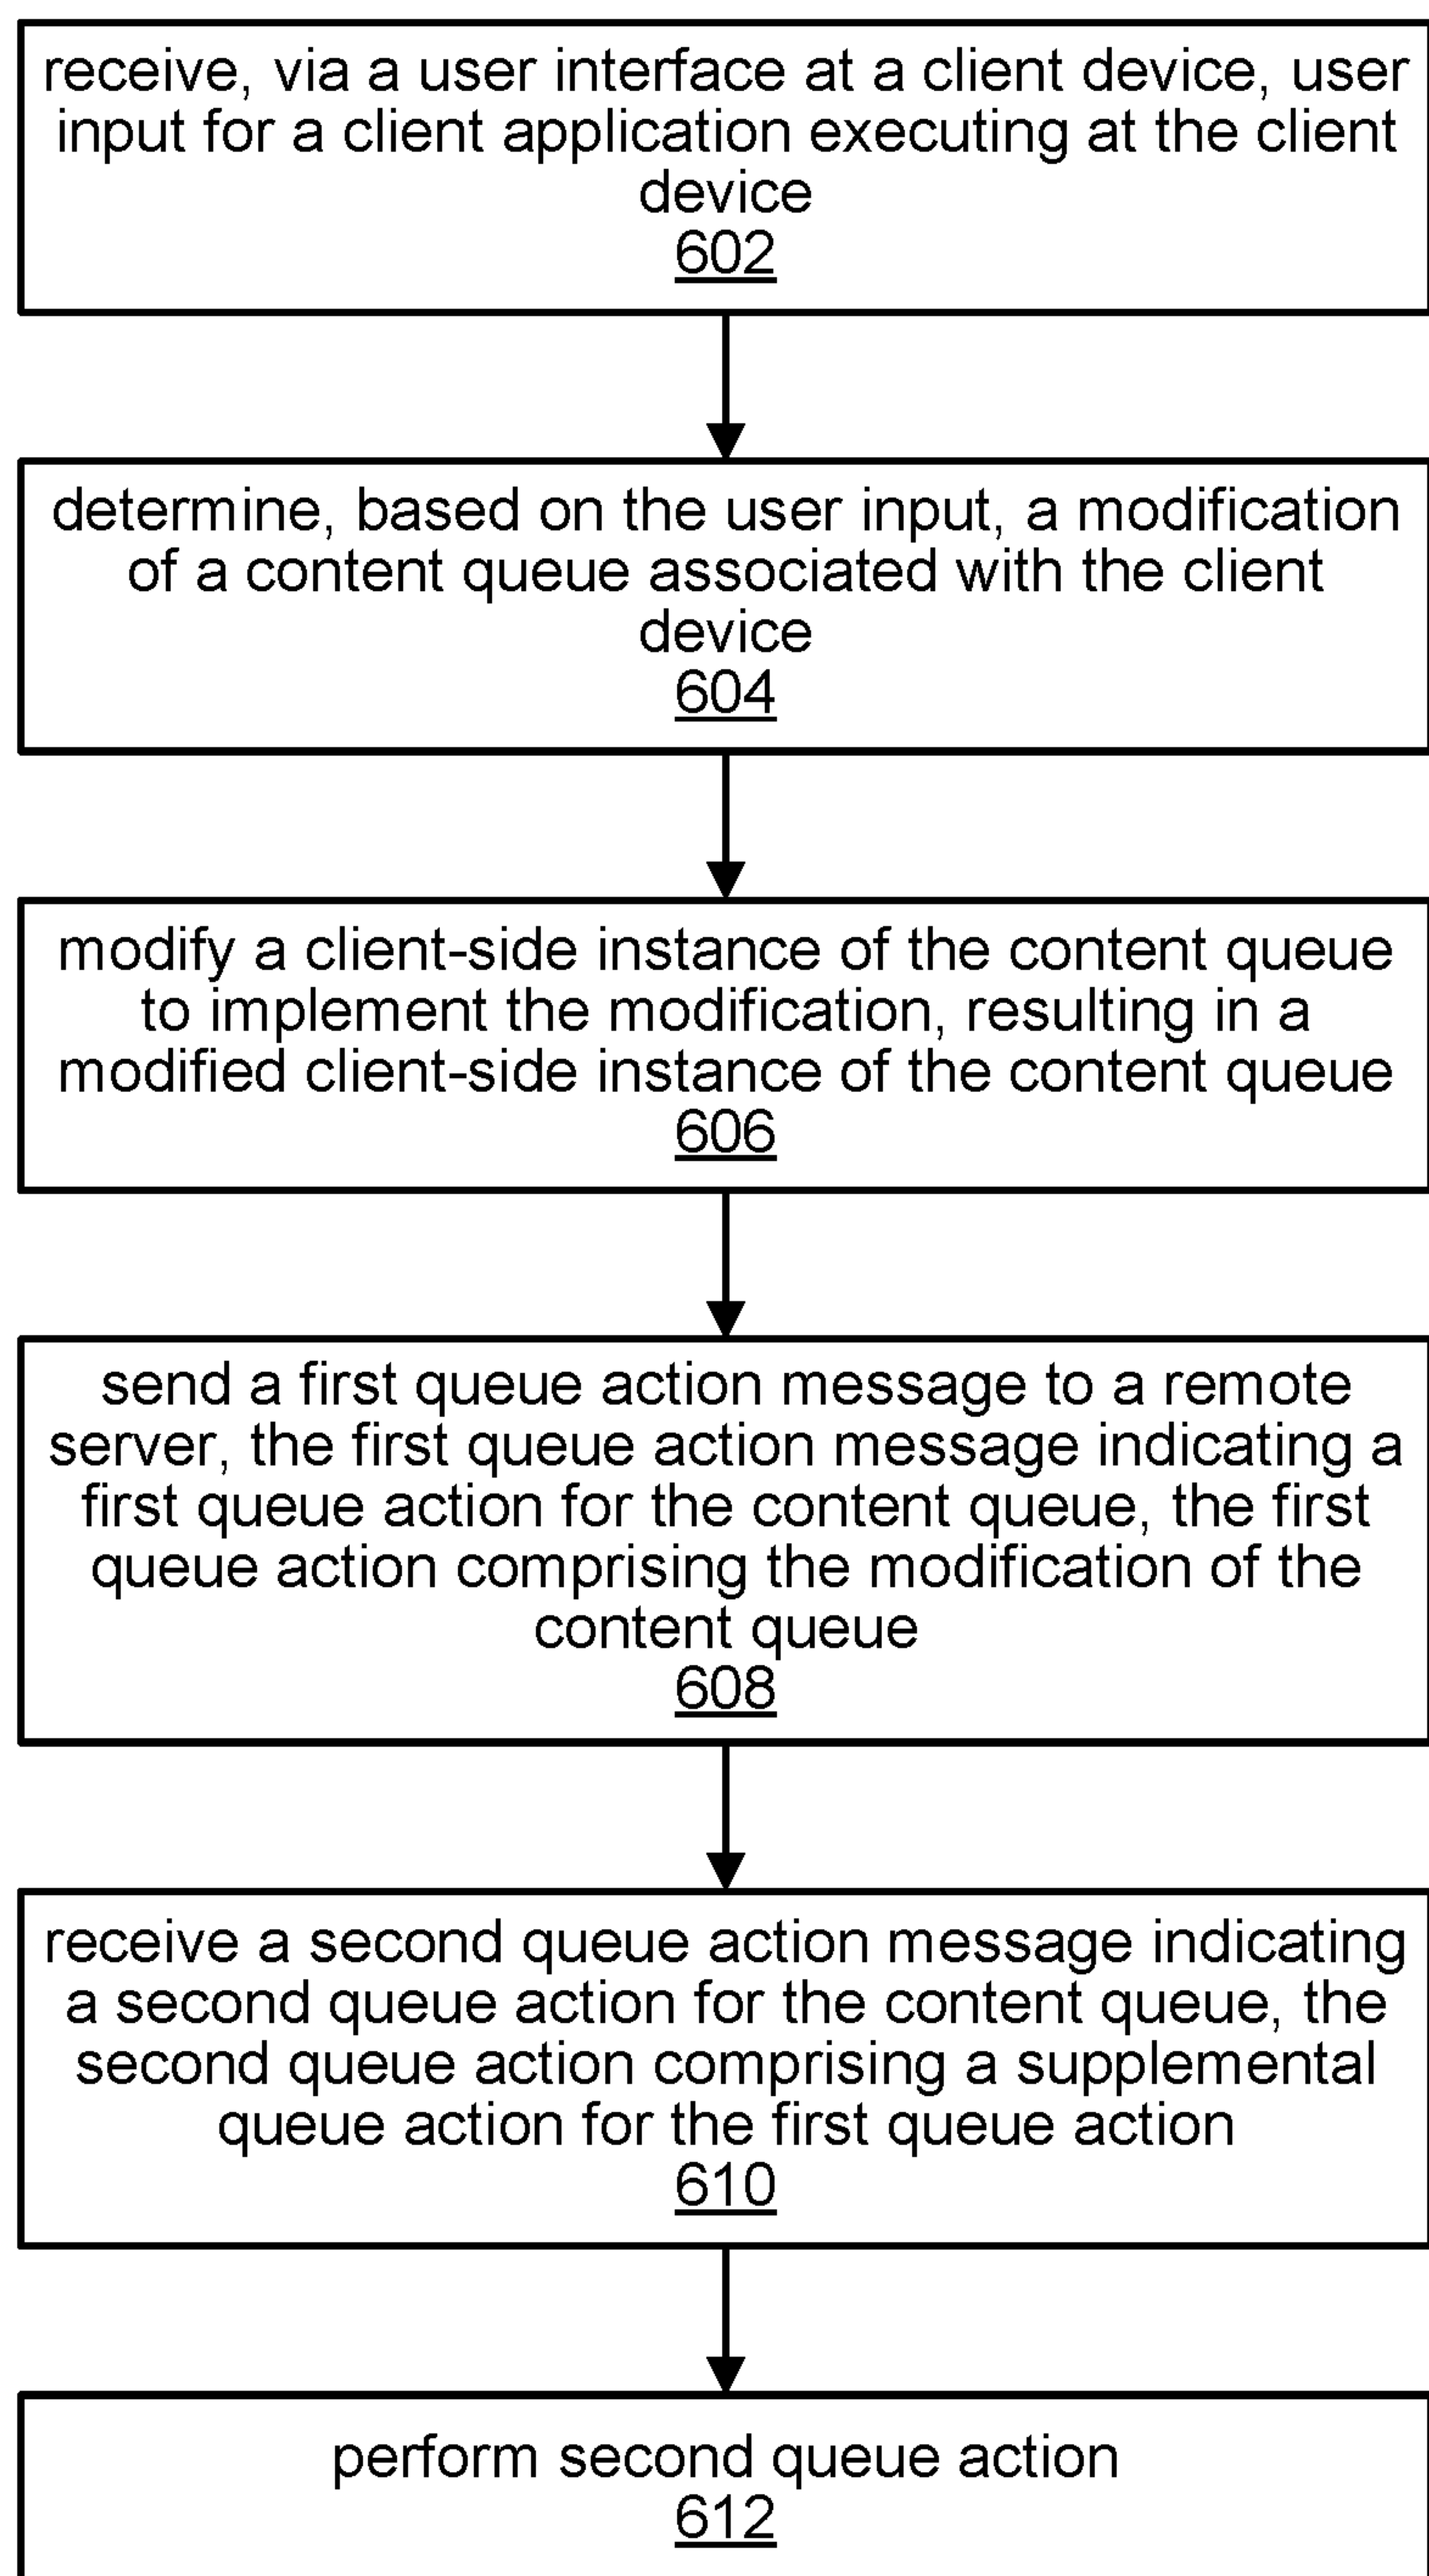 receive, via a user interface at a client device, user
input for a client application executing at the client
device
602
determine, based on the user input, a modification
of a content queue associated with the client
device
604
modify a client-side instance of the content queue
to implement the modification, resulting in a
modified client-side instance of the content queue
606
send a first queue action message to a remote
server, the first queue action message indicating a
first queue action for the content queue, the first
queue action comprising the modification of the
content queue
608
receive a second queue action message indicating
a second queue action for the content queue, the
second queue action comprising a supplemental
queue action for the first queue action
610
perform second queue action
612